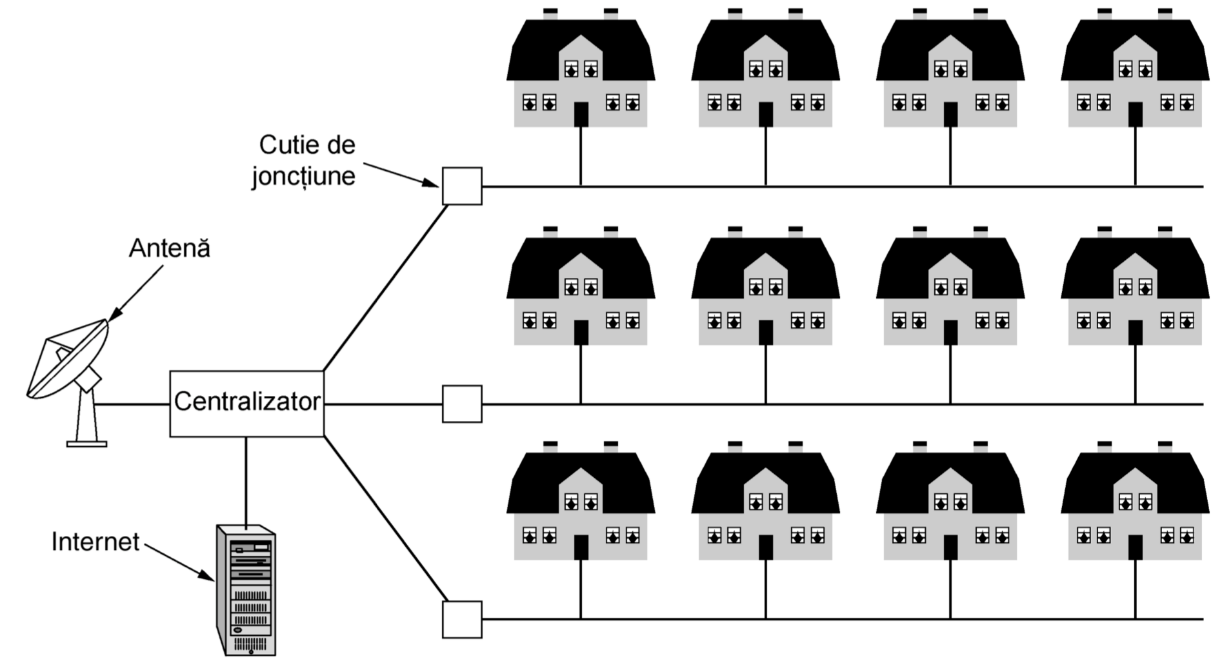 Cutie de
joncțiune
Antenă
Centralizator
Internet